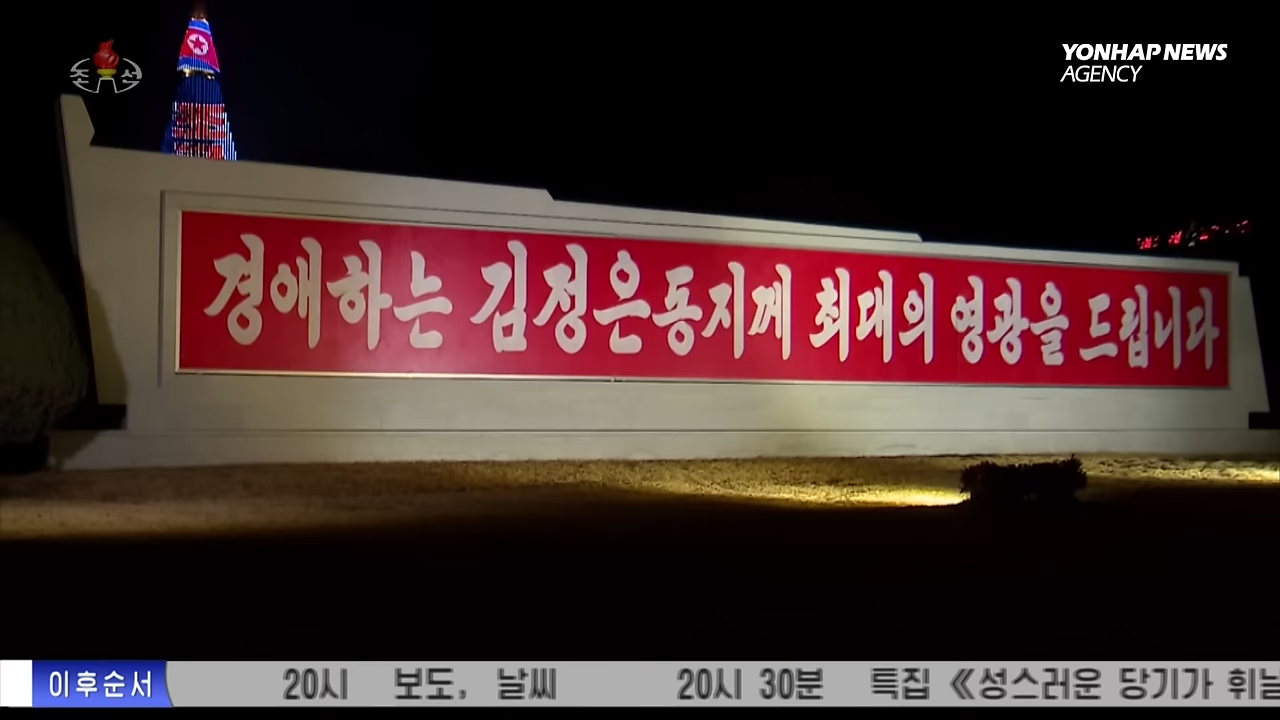 조선
YONHAP NEWS
AGENCY
경애하는 김정은동지께 최대의 영광을 드립니다
이후순서 20시 보도, 날씨 20시 30분 특집 《성스러운 당기가 휘날